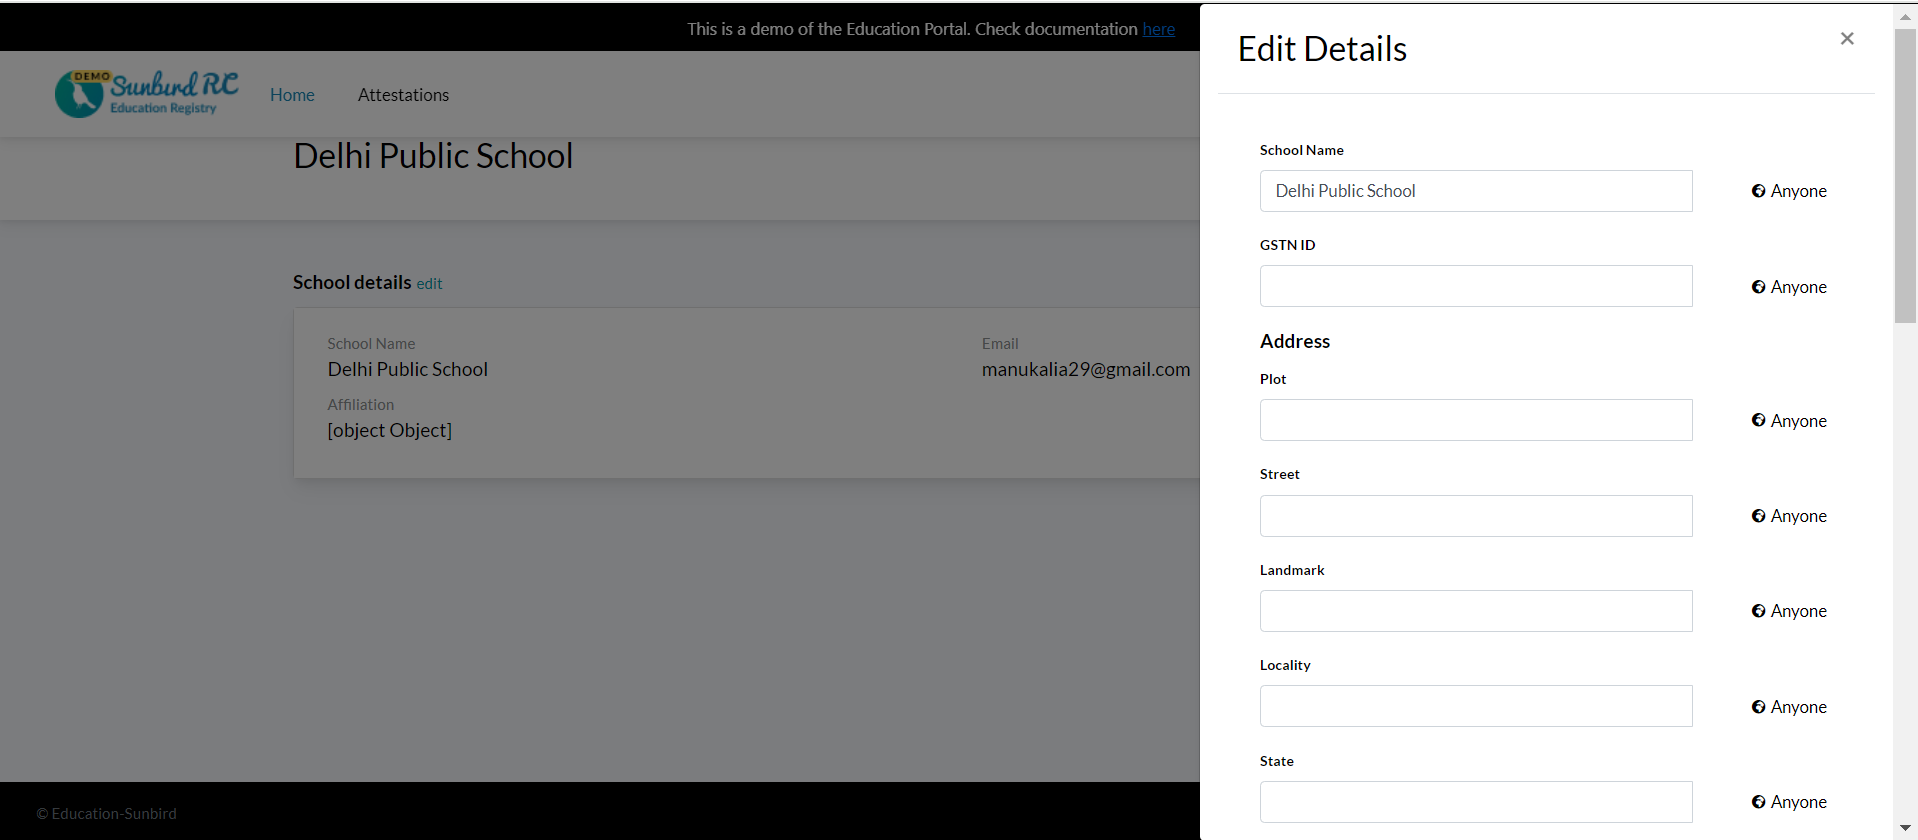 This is a demo of the Education Portal. Check documentation here
DEMO
Sunbird RC
Education Registry
Home
Attestations
Delhi Public School
School details edit
School Name
Delhi Public School
Email
manukalia29@gmail.com
Affiliation
[object Object]
© Education-Sunbird
Edit Details
×
School Name
Delhi Public School
Anyone
GSTN ID
Anyone
Address
Plot
Anyone
Street
Anyone
Landmark
Anyone
Locality
Anyone
State
Anyone